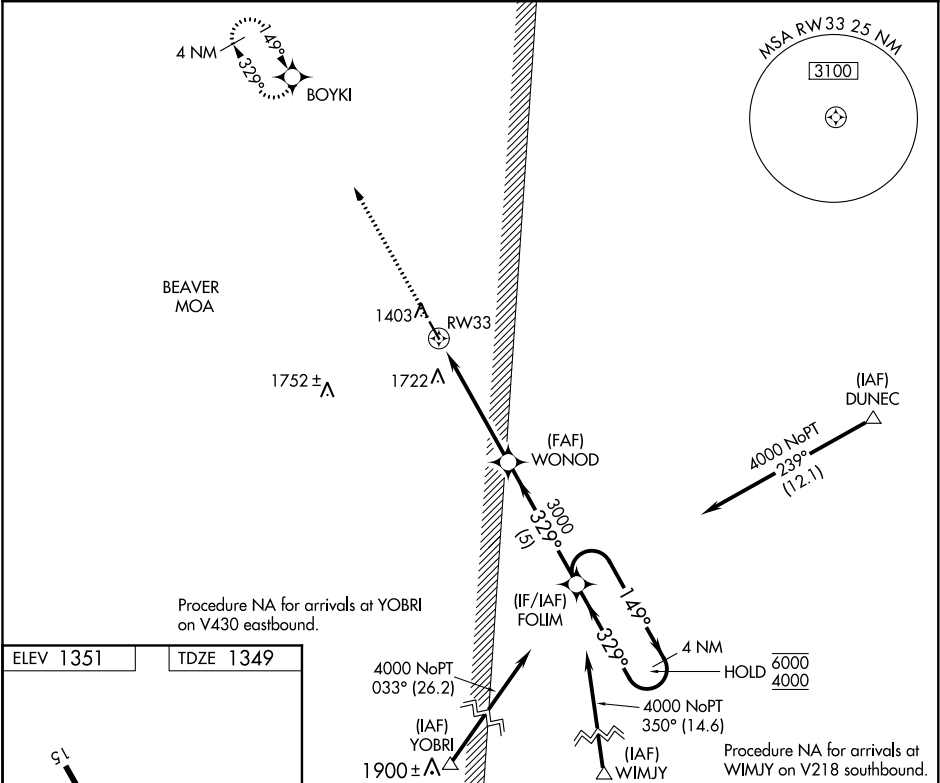 4 NM
149°
329°
BOYKI
MSA RW33 25 NM
3100
BEAVER
MOA
1403
RW33
1752 ±
1722
(IAF)
DUNEC
4000 NoPT
239°
(12.1)
(FAF)
WONOD
3000
329°
(5)
(IF/IAF)
FOLIM
149°
329°
4 NM
HOLD
6000
4000
Procedure NA for arrivals at YOBRI
on V430 eastbound.
ELEV 1351
TDZE 1349
4000 NoPT
033° (26.2)
4000 NoPT
350° (14.6)
(IAF)
YOBRI
1900 ±
(IAF)
WIMJY
Procedure NA for arrivals at
WIMJY on V218 southbound.
15